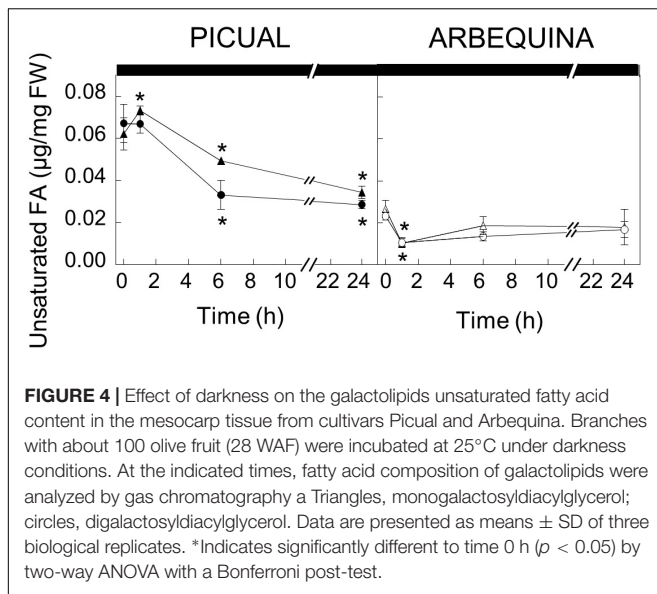 PICUAL ARBEQUINA
Unsaturated FA (µg/mg FW)
0.08
0.06
0.04
0.02
0.00
* * * * * * *
0 2 4 6 8 10 22 24 0 2 4 6 8 10 22 24
Time (h) Time (h)
FIGURE 4 | Effect of darkness on the galactolipids unsaturated fatty acid
content in the mesocarp tissue from cultivars Picual and Arbequina. Branches
with about 100 olive fruit (28 WAF) were incubated at 25°C under darkness
conditions. At the indicated times, fatty acid composition of galactolipids were
analyzed by gas chromatography a Triangles, monogalactosyldiacylglycerol;
circles, digalactosyldiacylglycerol. Data are presented as means ± SD of three
biological replicates. *Indicates significantly different to time 0 h (p < 0.05) by
two-way ANOVA with a Bonferroni post-test.